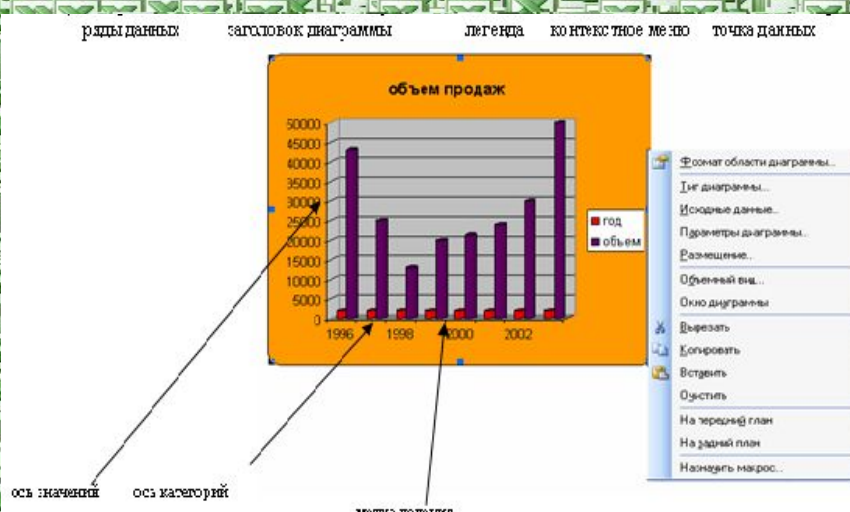 ряды данных заголовок диаграммы легенда контекстное меню точка данных
объем продаж
50000
45000
40000
35000
30000
25000
20000
15000
10000
5000
0
1996 1998 2000 2002
год
объем
Формат области диаграммы...
Тип диаграммы...
Исходные данные...
Параметры диаграммы...
Размещение...
Объемный вид...
Окно диаграммы
Вырезать
Копировать
Вставить
Очистить
На передний план
На задний план
Назначить макрос...
ось значений ось категорий